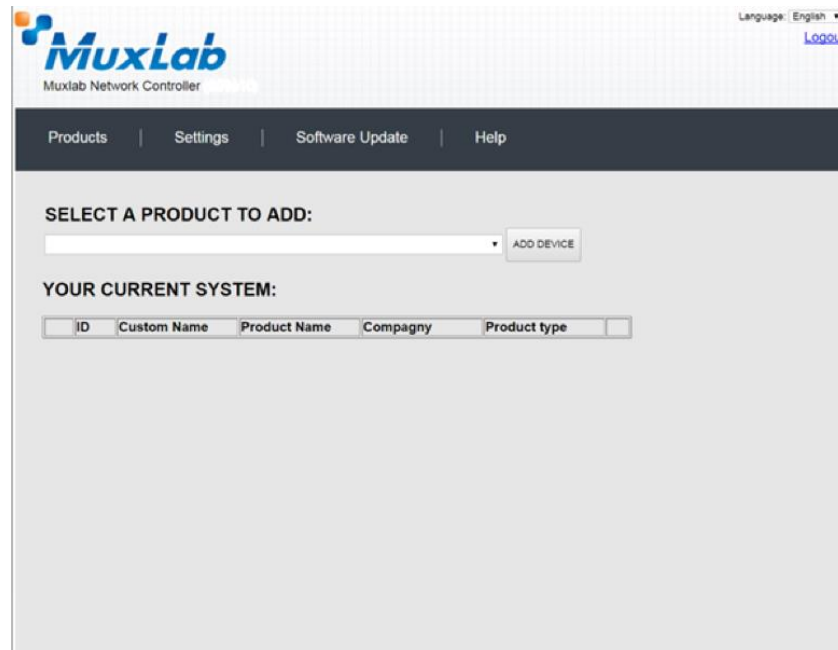 Language: English
MuxLab
Muxlab Network Controller
Products | Settings | Software Update | Help
SELECT A PRODUCT TO ADD:
ADD DEVICE
YOUR CURRENT SYSTEM:
ID Custom Name Product Name Compagny Product type